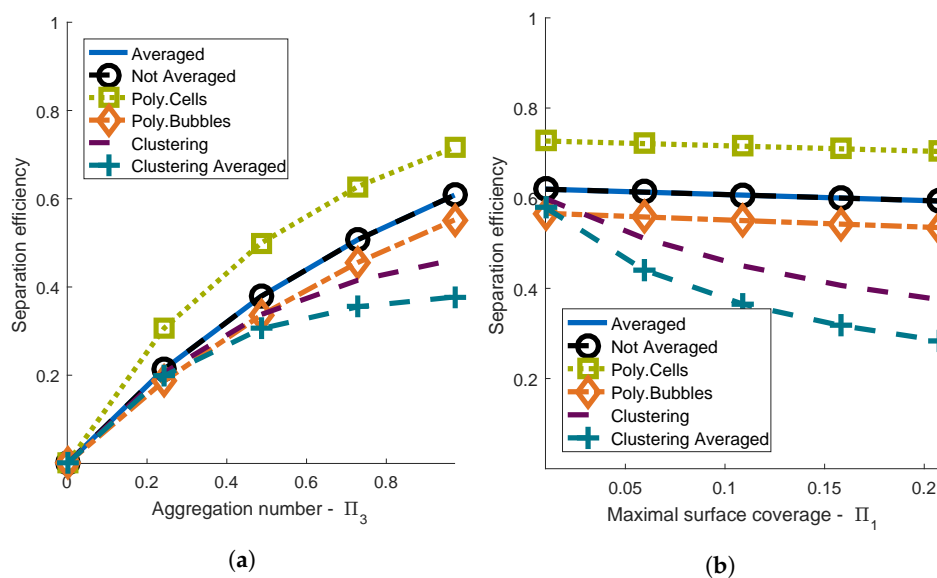 1
0.8
0.6
0.4
0.2
0
0
0.2
0.4
0.6
0.8
Separation efficiency
Aggregation number - Π3
Averaged
Not Averaged
Poly.Cells
Poly.Bubbles
Clustering
Clustering Averaged
(a)
1
0.8
0.6
0.4
0.2
0.05
0.1
0.15
0.2
Separation efficiency
Maximal surface coverage - Π1
Averaged
Not Averaged
Poly.Cells
Poly.Bubbles
Clustering
Clustering Averaged
(b)